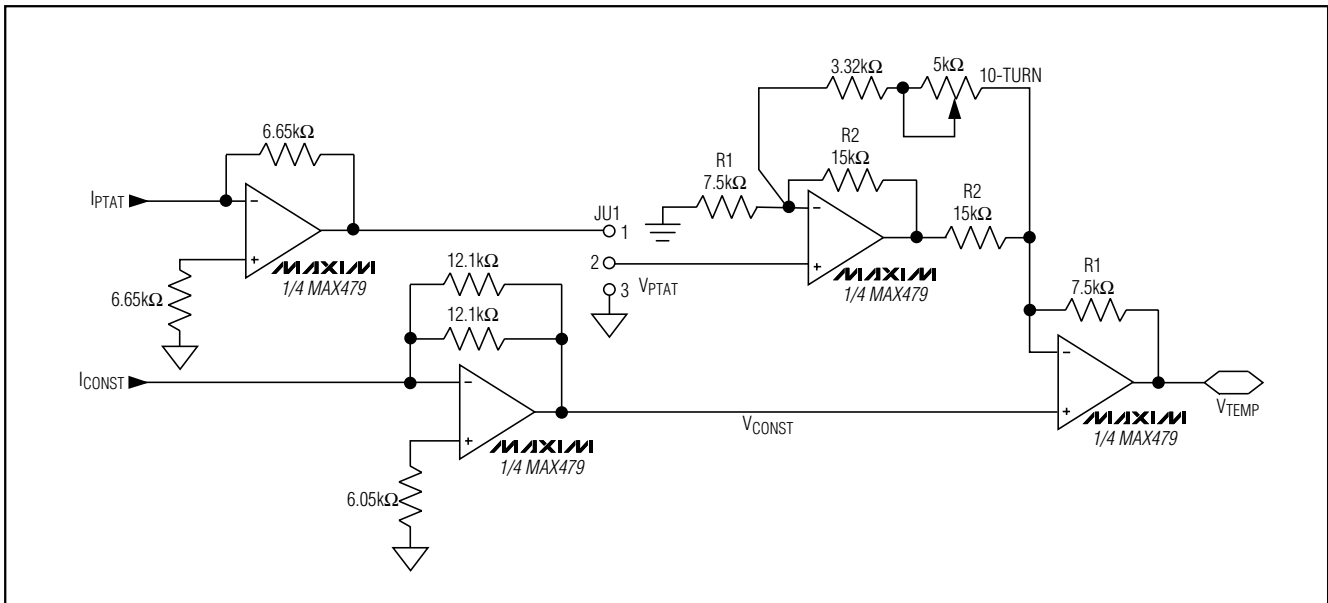 3.32kΩ
5kΩ
10-TURN
6.65kΩ
R2
15kΩ
R1
7.5kΩ
IPTAT
−
+
JU1
1
−
+
R2
15kΩ
MAXIM
1/4 MAX479
12.1kΩ
2
VPTAT
MAXIM
1/4 MAX479
6.65kΩ
3
12.1kΩ
R1
7.5kΩ
ICONST
−
+
−
+
VTEMP
VCONST
MAXIM
1/4 MAX479
MAXIM
1/4 MAX479
6.05kΩ